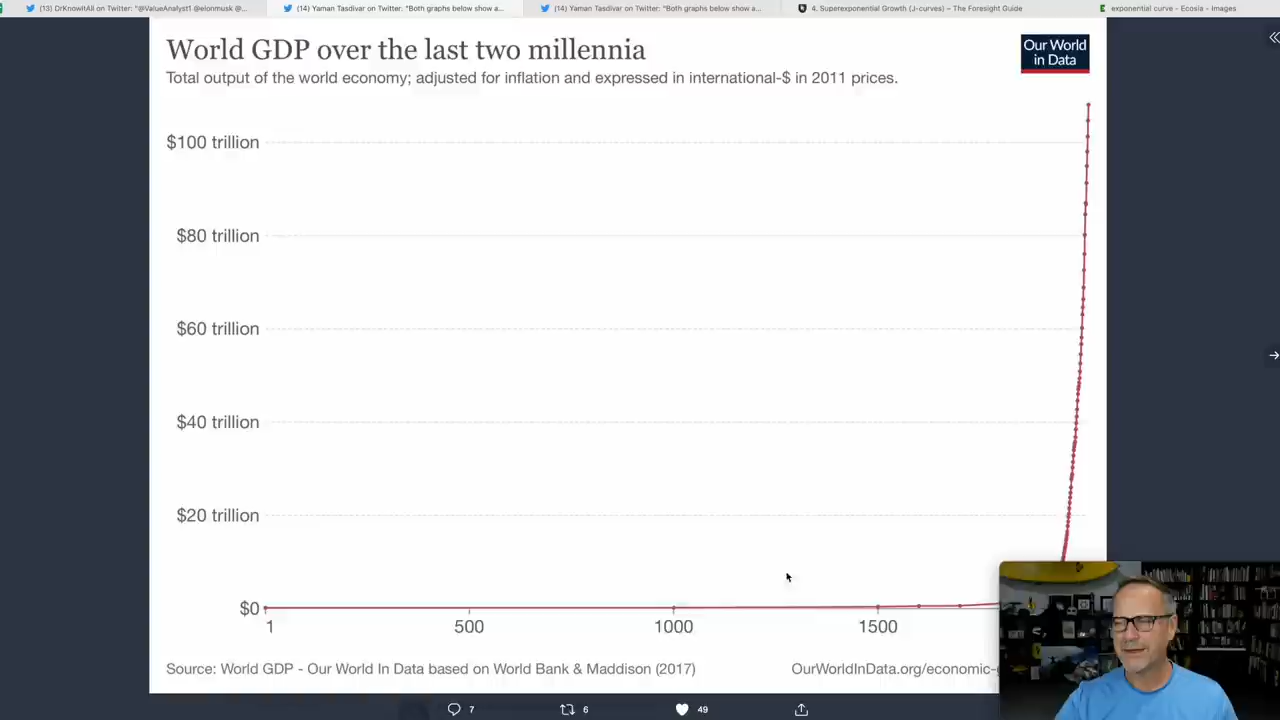 (13) DrKnowItAll on Twitter: "@ValueAnalyst1 @elonmusk @...
(14) Yaman Tasdivar on Twitter: "Both graphs below show a...
(14) Yaman Tasdivar on Twitter: "Both graphs below show a...
4. Superexponential Growth (J-curves) – The Foresight Guide
exponential curve - Ecosia - Images
World GDP over the last two millennia
Total output of the world economy; adjusted for inflation and expressed in international-$ in 2011 prices.
Our World
in Data
$100 trillion
$80 trillion
$60 trillion
$40 trillion
$20 trillion
$0
1
500
1000
1500
Source: World GDP - Our World In Data based on World Bank & Maddison (2017)
OurWorldInData.org/economic-g
7
6
49